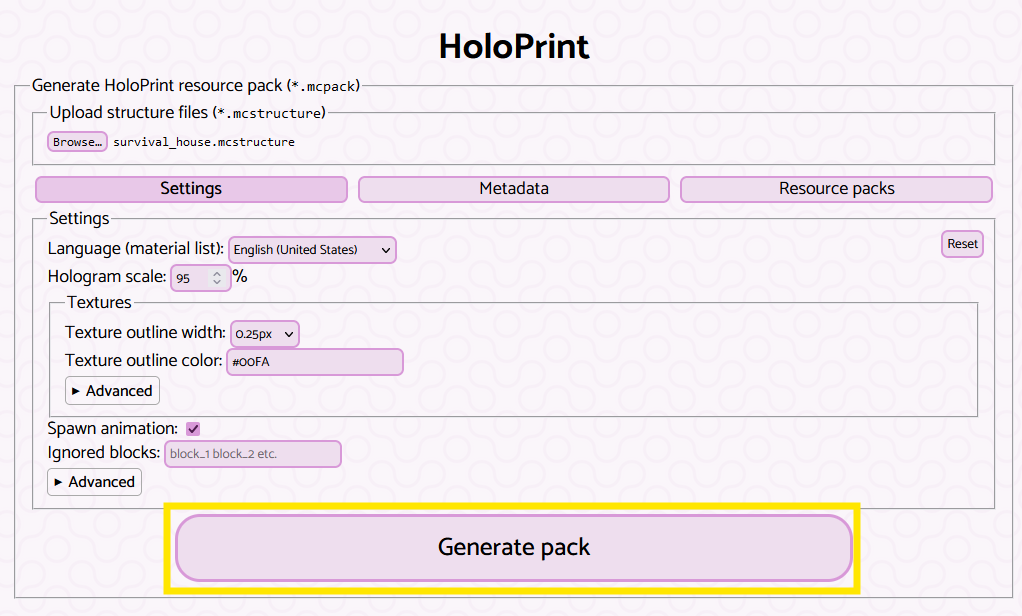 HoloPrint
Generate HoloPrint resource pack (*.mcpack)
Upload structure files (*.mcstructure)
Browse… survival_house.mcstructure
Settings Metadata Resource packs
Settings
Language (material list): English (United States) Reset
Hologram scale: 95 %
Textures
Texture outline width: 0.25px
Texture outline color: #00FA
▸ Advanced
Spawn animation:
Ignored blocks: block_1 block_2 etc.
▸ Advanced
Generate pack